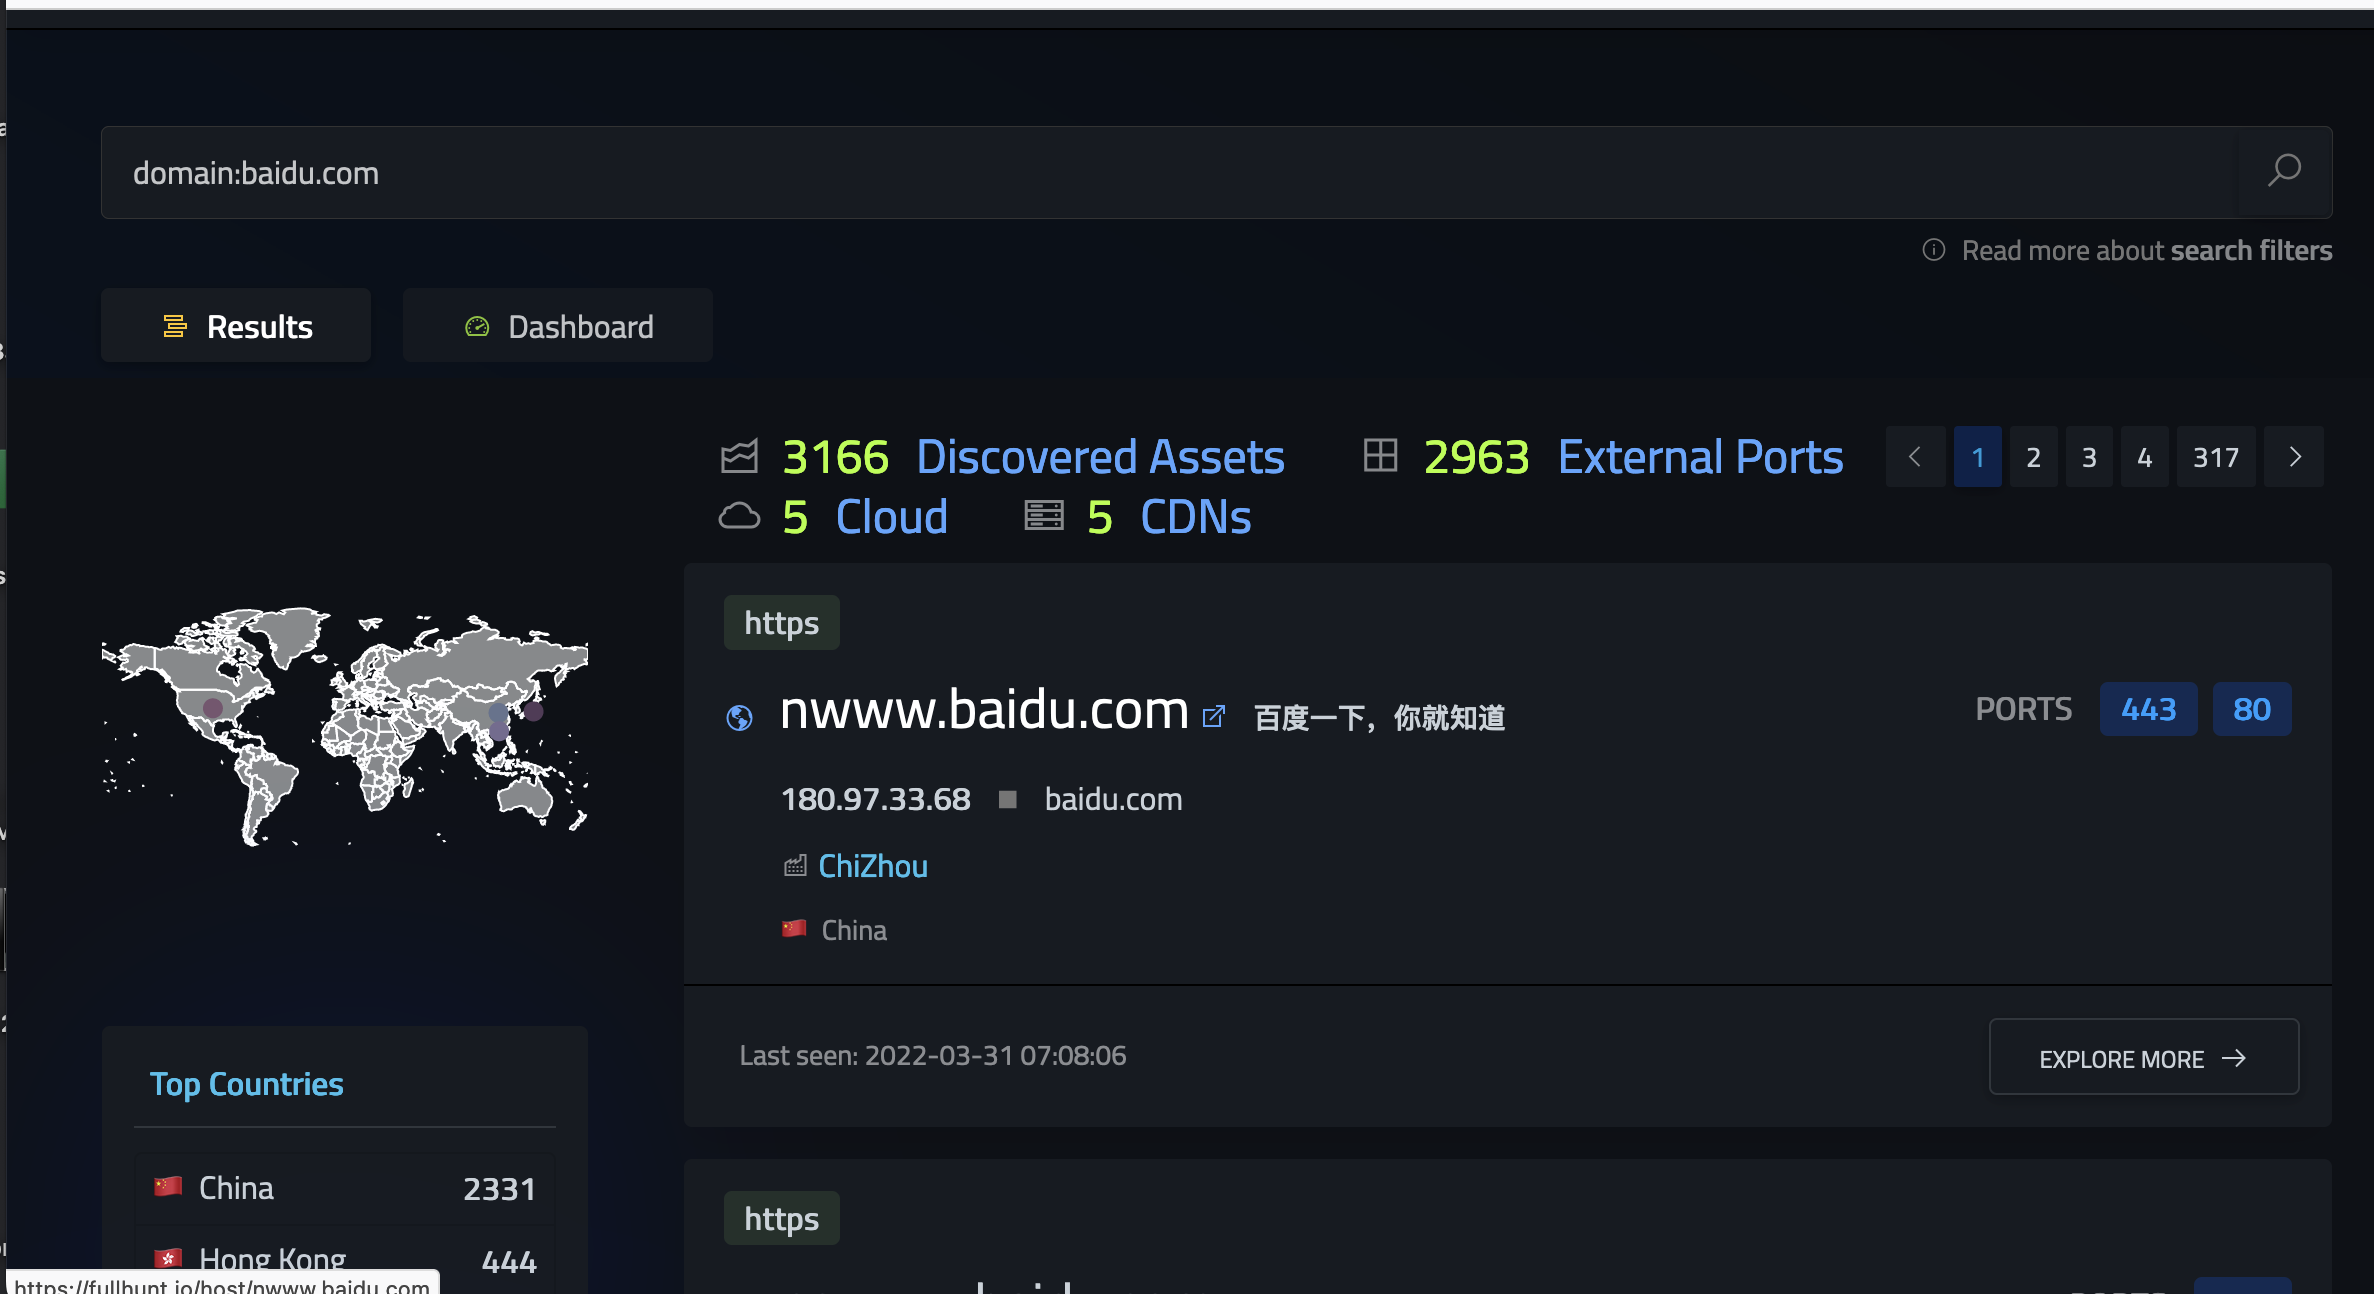 domain:baidu.com
Read more about search filters
Results
Dashboard
3166 Discovered Assets
2963 External Ports
1
2
3
4
317
5 Cloud
5 CDNs
https
nwww.baidu.com
百度一下，你就知道
PORTS
443
80
180.97.33.68
baidu.com
ChiZhou
China
Last seen: 2022-03-31 07:08:06
EXPLORE MORE
Top Countries
China
2331
Hong Kong
444
https
https://fullhunt.io/host/nwww.baidu.com